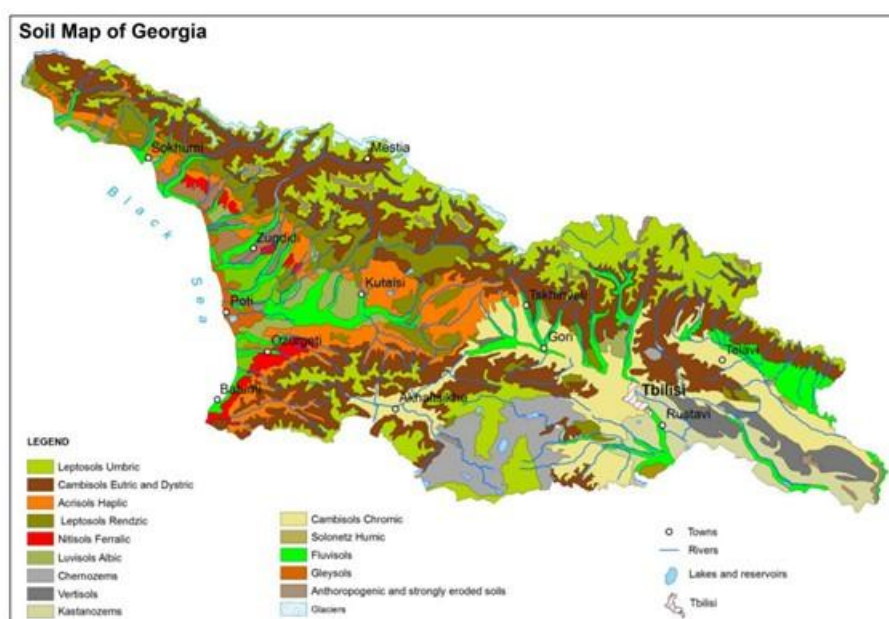 Soil Map of Georgia
Sokhumi
Mestia
Black Sea
Zugdidi
Kutaisi
Poti
Tskhinvali
Ozurgeti
Gori
Telavi
Batumi
Akhaltsikhe
Tbilisi
Rustavi
LEGEND
Leptosols Umbric
Cambisols Eutric and Dystric
Acrisols Haplic
Leptosols Rendzic
Nitisols Ferralic
Luvisols Albic
Chernozems
Vertisols
Kastanozems
Cambisols Chromic
Solonetz Humic
Fluvisols
Gleysols
Anthoropogenic and strongly eroded soils
Glaciers
Towns
Rivers
Lakes and reservoirs
Tbilisi